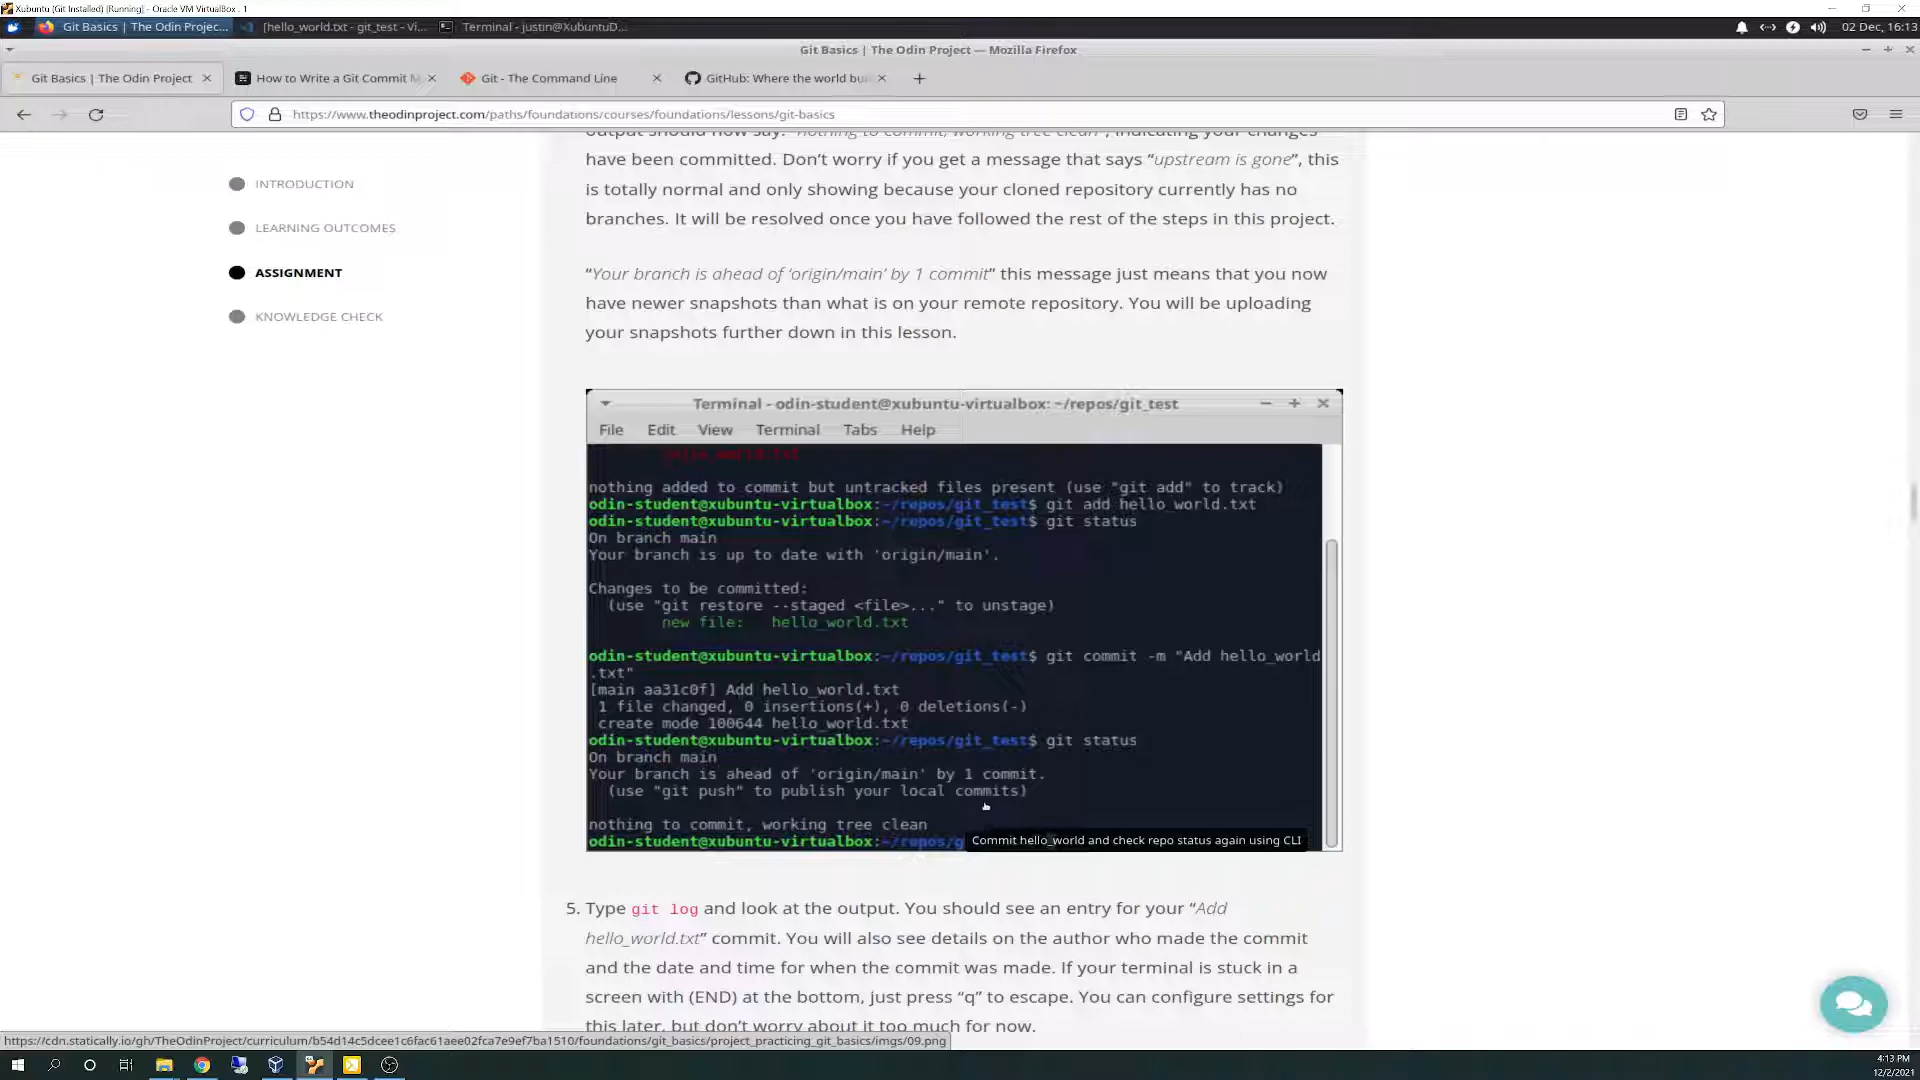 Xubuntu (Git Installed) [Running] - Oracle VM VirtualBox : 1
Git Basics | The Odin Projec...
[hello_world.txt - git_test - Vi...
Terminal - justin@XubuntuD...
02 Dec, 16:13
Git Basics | The Odin Project — Mozilla Firefox
Git Basics | The Odin Project
How to Write a Git Commit M
Git - The Command Line
GitHub: Where the world bu
https://www.theodinproject.com/paths/foundations/courses/foundations/lessons/git-basics
INTRODUCTION
LEARNING OUTCOMES
ASSIGNMENT
KNOWLEDGE CHECK
output should now say: “nothing to commit, working tree clean”, indicating your changes
have been committed. Don’t worry if you get a message that says “upstream is gone”, this
is totally normal and only showing because your cloned repository currently has no
branches. It will be resolved once you have followed the rest of the steps in this project.
“Your branch is ahead of ‘origin/main’ by 1 commit” this message just means that you now
have newer snapshots than what is on your remote repository. You will be uploading
your snapshots further down in this lesson.
Terminal - odin-student@xubuntu-virtualbox: ~/repos/git_test
File Edit View Terminal Tabs Help
hello_world.txt
nothing added to commit but untracked files present (use "git add" to track)
odin-student@xubuntu-virtualbox:~/repos/git_test$ git add hello_world.txt
odin-student@xubuntu-virtualbox:~/repos/git_test$ git status
On branch main
Your branch is up to date with 'origin/main'.
Changes to be committed:
(use "git restore --staged <file>..." to unstage)
new file: hello_world.txt
odin-student@xubuntu-virtualbox:~/repos/git_test$ git commit -m "Add hello_world
.txt"
[main aa31c0f] Add hello_world.txt
1 file changed, 0 insertions(+), 0 deletions(-)
create mode 100644 hello_world.txt
odin-student@xubuntu-virtualbox:~/repos/git_test$ git status
On branch main
Your branch is ahead of 'origin/main' by 1 commit.
(use "git push" to publish your local commits)
nothing to commit, working tree clean
odin-student@xubuntu-virtualbox:~/repos/g
Commit hello_world and check repo status again using CLI
5. Type git log and look at the output. You should see an entry for your “Add
hello_world.txt” commit. You will also see details on the author who made the commit
and the date and time for when the commit was made. If your terminal is stuck in a
screen with (END) at the bottom, just press “q” to escape. You can configure settings for
this later, but don’t worry about it too much for now.
https://cdn.statically.io/gh/TheOdinProject/curriculum/b54d14c5dcee1c6fac61aee02fca7e9ef7ba1510/foundations/git_basics/project_practicing_git_basics/imgs/09.png
4:13 PM
12/2/2021